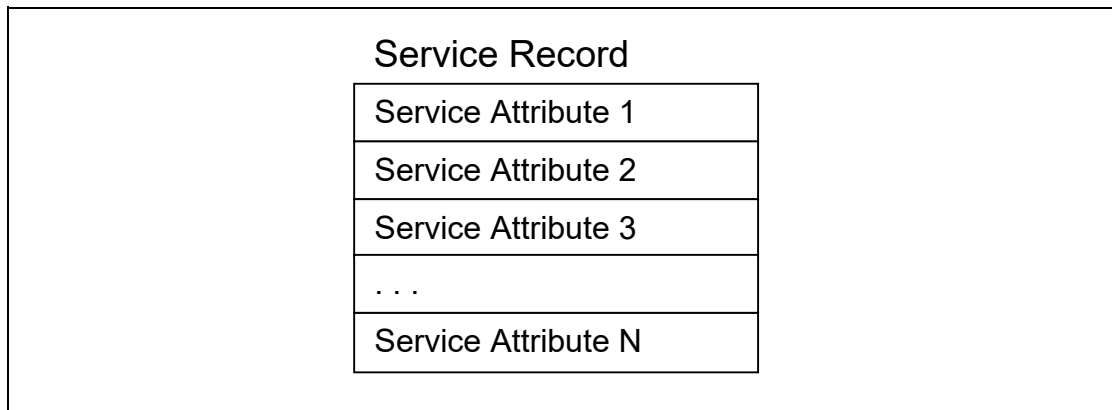 Service Record
Service Attribute 1
Service Attribute 2
Service Attribute 3
. . .
Service Attribute N